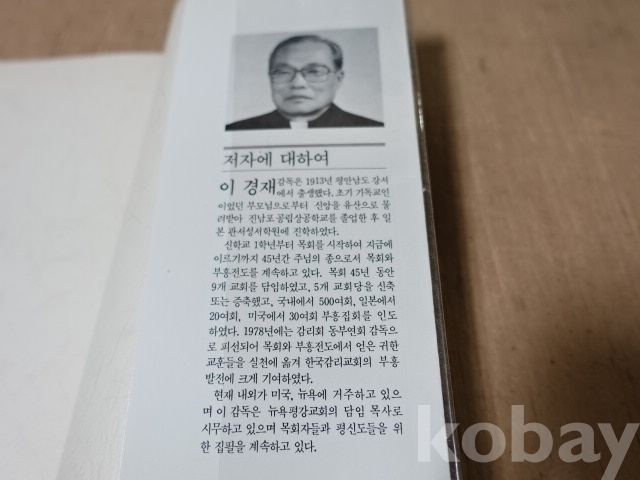 저자에 대하여
이 경재 감독은 1913년 평안남도 강서
에서 출생했다. 초기 기독교인
이었던 부모님으로부터 신앙을 유산으로 물
려받아 진남포 공립상공학교를 졸업한 후 일
본 관서성서학원에 진학하였다.
신학교 1학년부터 목회를 시작하여 지금에
이르기까지 45년간 주님의 종으로서 목회와
부흥전도를 계속하고 있다. 목회 45년 동안
9개 교회를 담임하였고, 5개 교회당을 신축
또는 증축했고, 국내에서 500여회, 일본에서
20여회, 미국에서 30여회 부흥집회를 인도
하였다. 1978년에는 감리회 동부연회 감독으
로 피선되어 목회와 부흥전도에서 얻은 귀한
교훈들을 실천에 옮겨 한국감리교회의 부흥
발전에 크게 기여하였다.
현재 내외가 미국, 뉴욕에 거주하고 있으
며 이 감독은 뉴욕평강교회의 담임 목사로
시무하고 있으며 목회자들과 평신도들을 위
한 집필을 계속하고 있다.
kobay